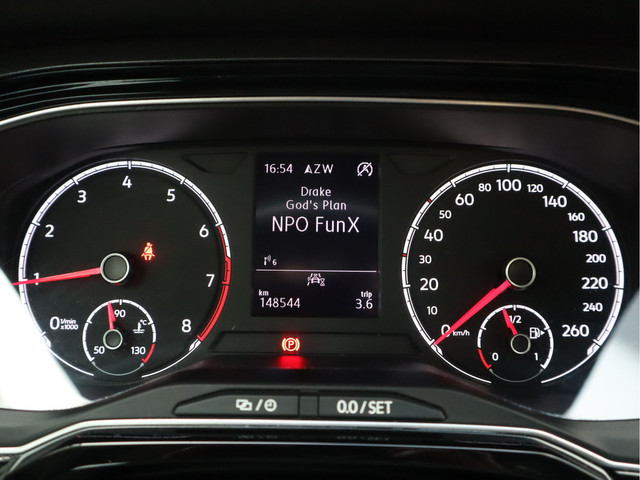 16:54 ZW
Drake
God's Plan
NPO FunX
6
km trip
148544 3.6
0 1 2 3 4 5 6 7 8
1/min
x1000
50 90 130
°C
0 10 20 30 40 50 60 80 100 120 140 160 180 200 220 240 260
km/h
0 1/2 1
P
0.0 / SET